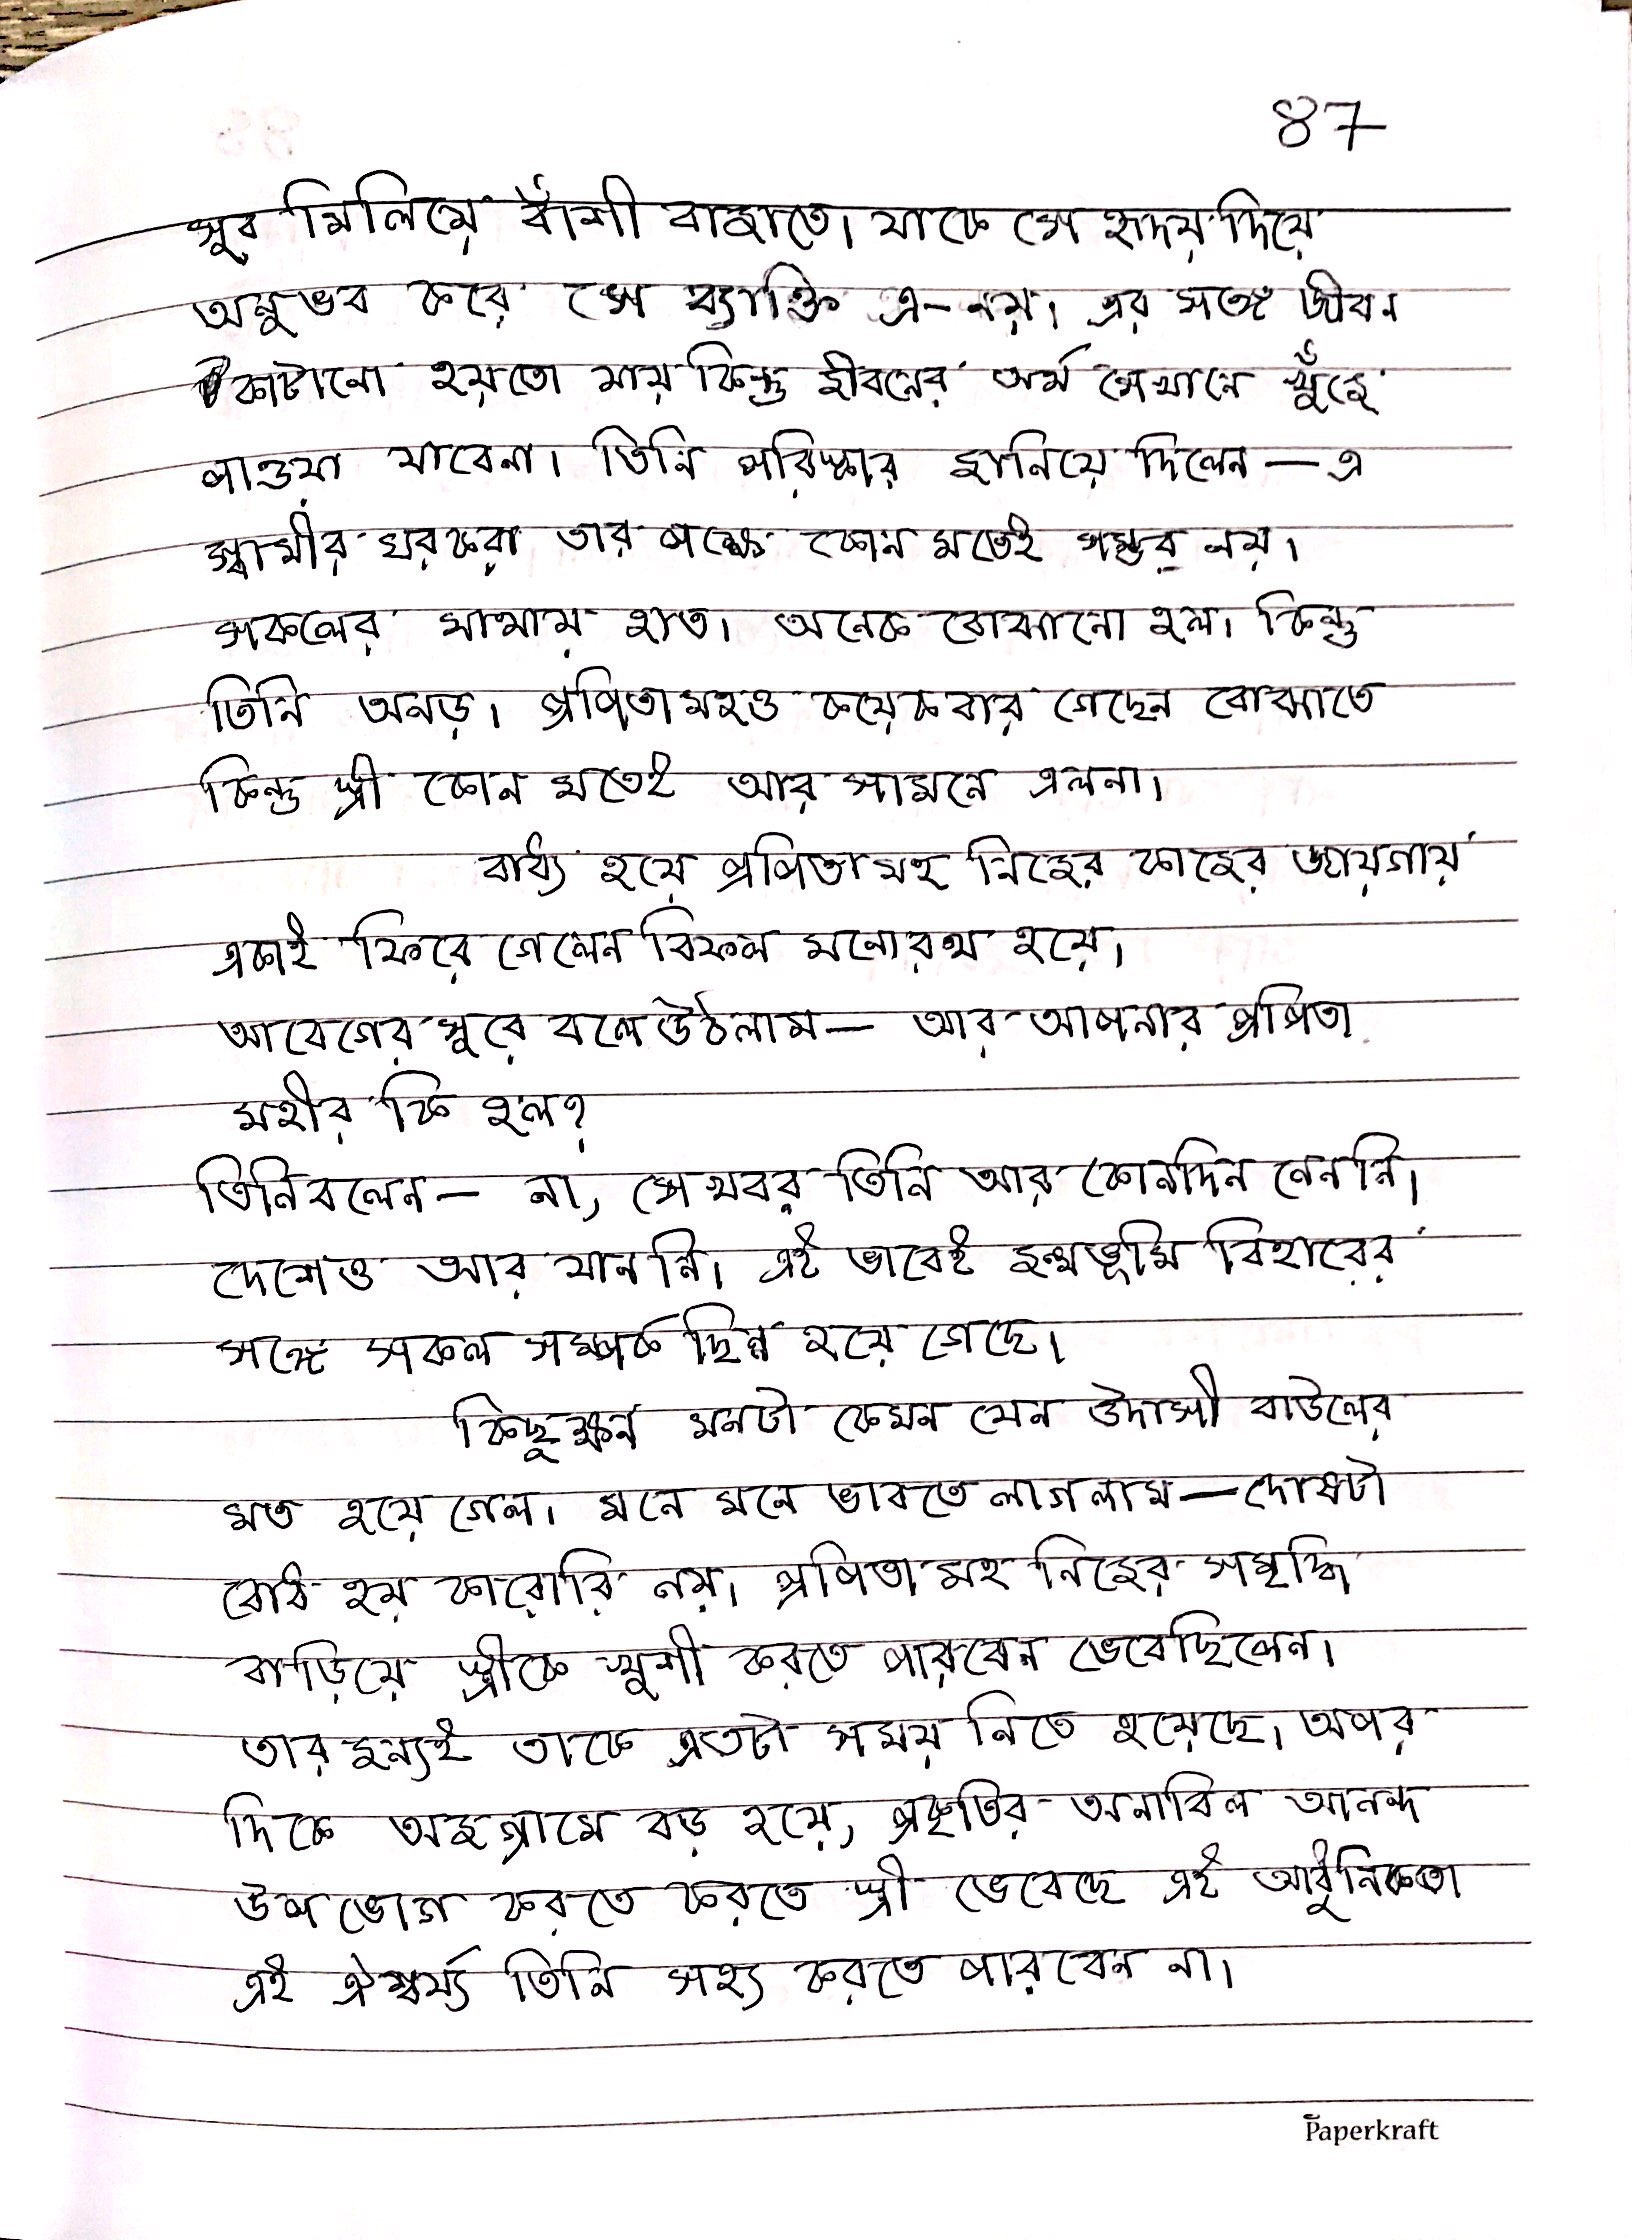 87
সুর মিলিয়ে বাঁশী বাজাতো। যাকে সে হৃদয় দিয়ে
অনুভব করে সে ব্যাক্তি এ-নয়। এর সঙ্গে জীবন
কাটানো হয়তো যায় কিন্তু জীবনের অর্থ সেখানে খুঁজে
পাওয়া যাবেনা। তিনি পরিষ্কার জানিয়ে দিলেন — এ
স্বামীর ঘরকরা তার পক্ষে কোন মতেই সম্ভব নয়।
সকলের মাথায় হাত। অনেক বোঝানো হল। কিন্তু
তিনি অনড়। প্রপিতামহও কয়েকবার গেছেন বোঝাতে
কিন্তু স্ত্রী কোন মতেই আর সামনে এলনা।
বাধ্য হয়ে প্রপিতামহ নিজের কাজের জায়গায়
একাই ফিরে গেলেন বিফল মনোরথ হয়ে।
আবেগের সুরে বলে উঠলাম — আর আপনার প্রপিতা
মহীর কি হল?
তিনি বলেন — না, সে খবর তিনি আর কোনদিন নেননি।
দেশেও আর যাননি। এই ভাবেই জন্মভূমি বিহারের
সঙ্গে সকল সম্পর্ক ছিন্ন হয়ে গেছে।
কিছুক্ষন মনটা কেমন যেন উদাসী বাউলের
মত হয়ে গেল। মনে মনে ভাবতে লাগলাম — দোষটা
বোধ হয় কারোরি নয়। প্রপিতামহ নিজের সমৃদ্ধি
বাড়িয়ে স্ত্রীকে খুশী করতে পারবেন ভেবেছিলেন।
তার জন্যই তাকে এতটা সময় নিতে হয়েছে। অপর
দিকে অজগ্রামে বড় হয়ে, প্রকৃতির অনাবিল আনন্দ
উপভোগ করতে করতে স্ত্রী ভেবেছে এই আধুনিকতা
এই ঐশ্বর্য্য তিনি সহ্য করতে পারবেন না।
Paperkraft